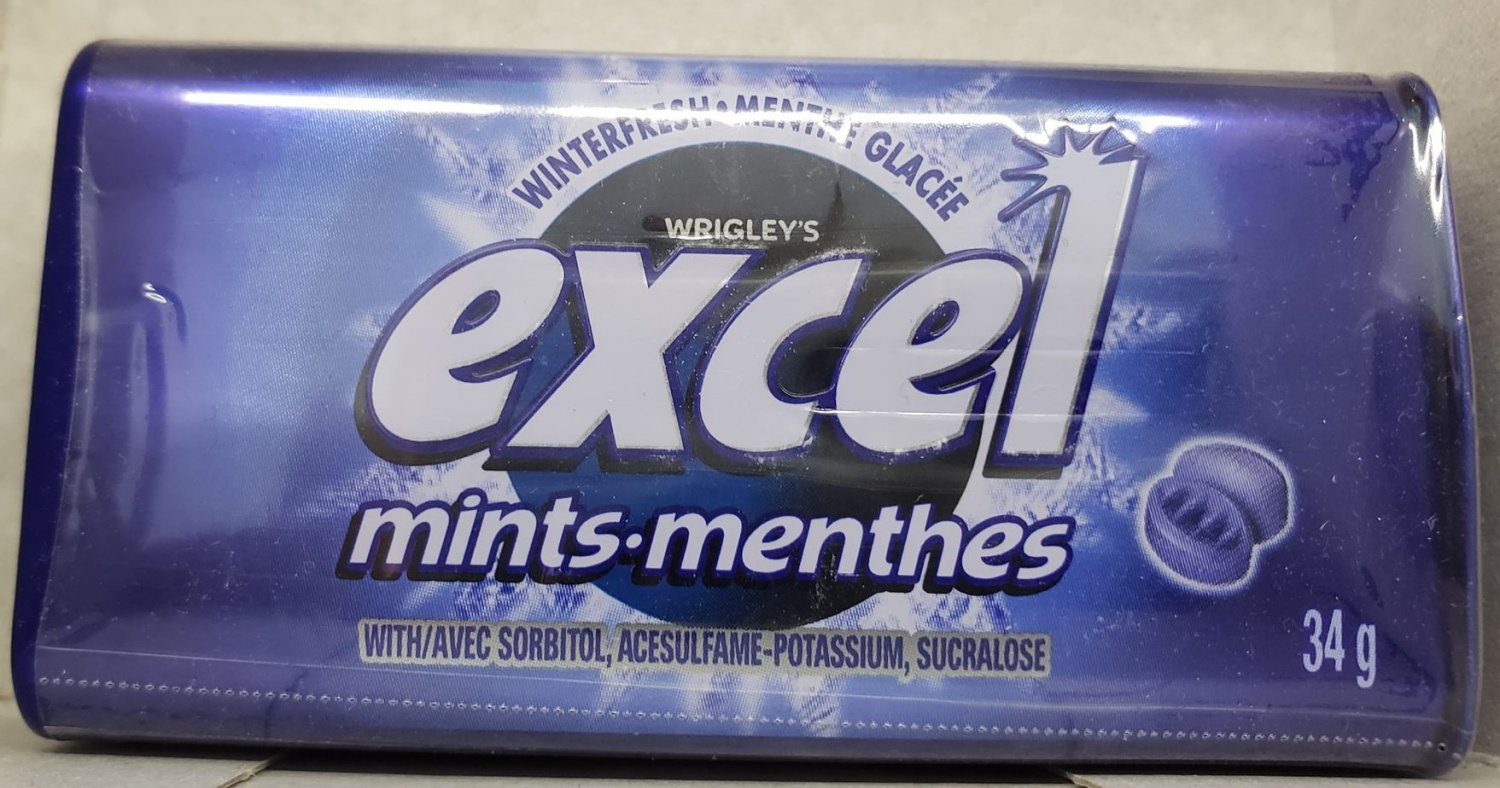 WINTERFRESH • MENTHE GLACÉE
WRIGLEY'S
excel
mints·menthes
WITH/AVEC SORBITOL, ACESULFAME-POTASSIUM, SUCRALOSE
34 g